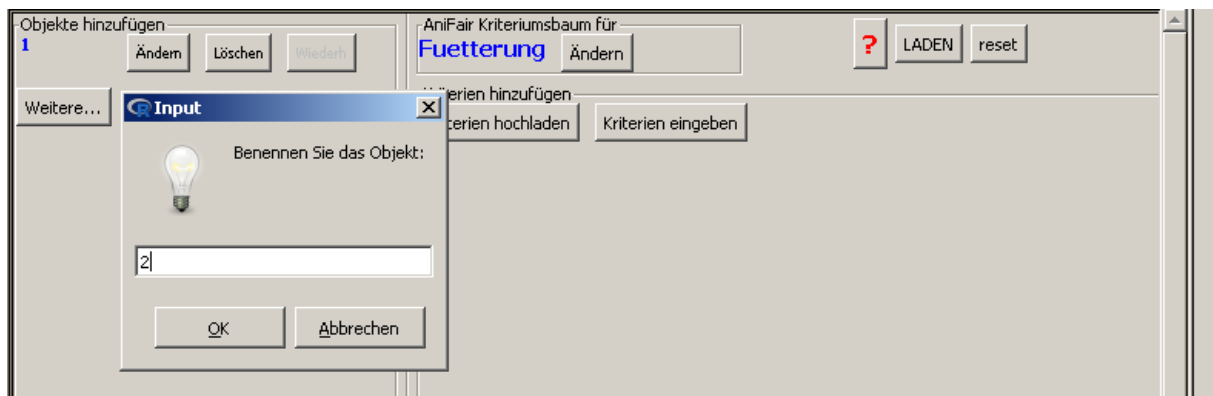 Objekte hinzufügen
1
Ändern
Löschen
Wiederh
Weitere...
AniFair Kriteriumsbaum für
Fuetterung
Ändern
?
LADEN
reset
erien hinzufügen
terien hochladen
Kriterien eingeben
Input
Benennen Sie das Objekt:
2
OK
Abbrechen